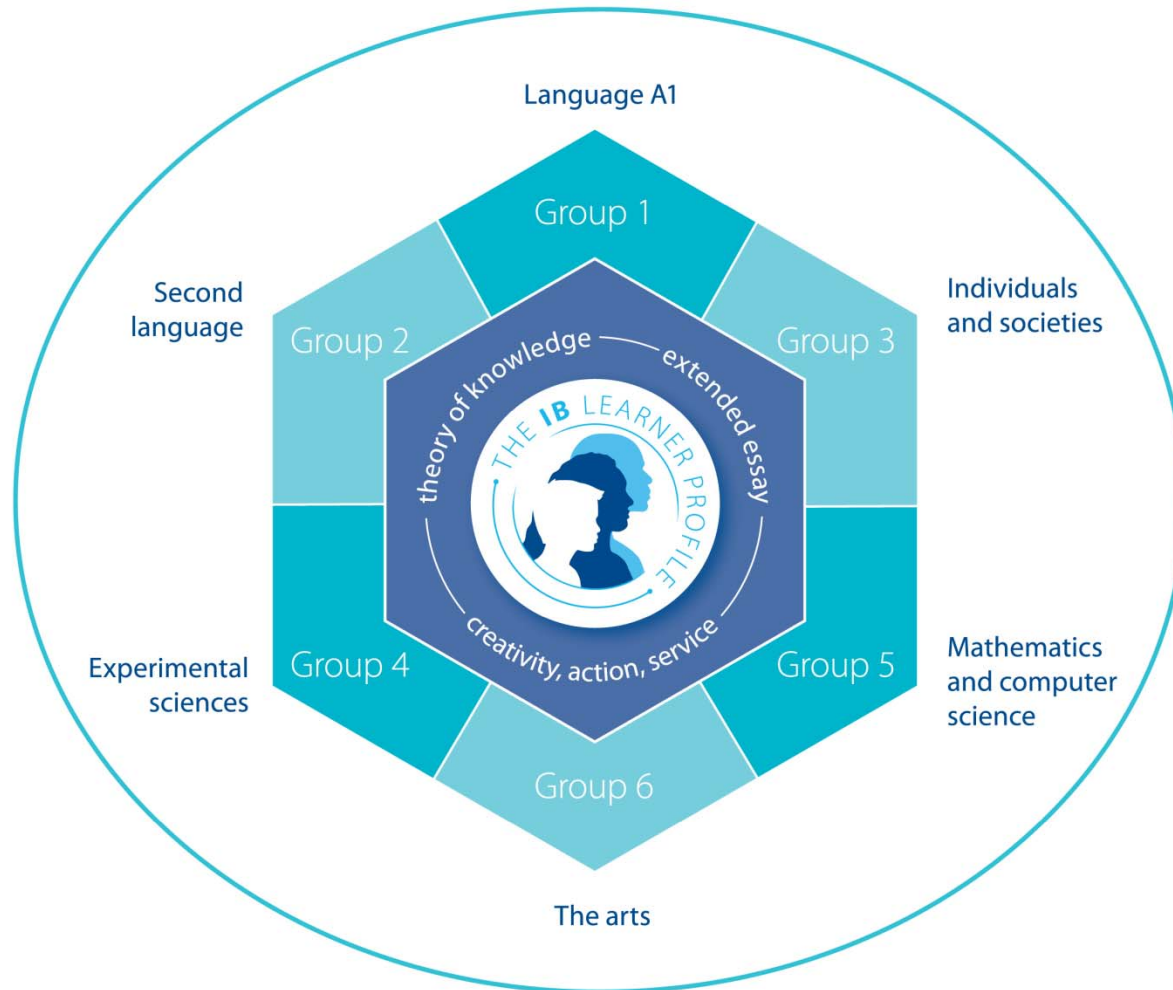 Language A1
Group 1
Second
language
Group 2
Individuals
and societies
Group 3
theory of knowledge
extended essay
THE IB LEARNER PROFILE
creativity, action, service
Experimental
sciences
Group 4
Group 5
Mathematics
and computer
science
Group 6
The arts